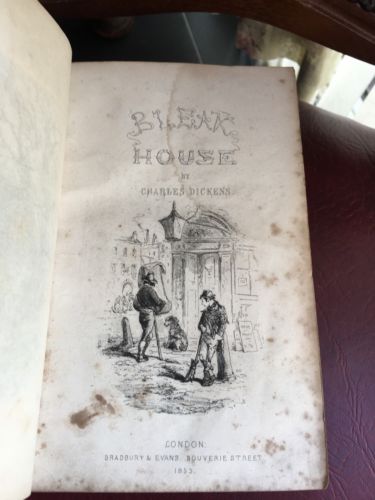 BLEAK
HOUSE
BY
CHARLES DICKENS
LONDON:
BRADBURY & EVANS, BOUVERIE STREET
1853.